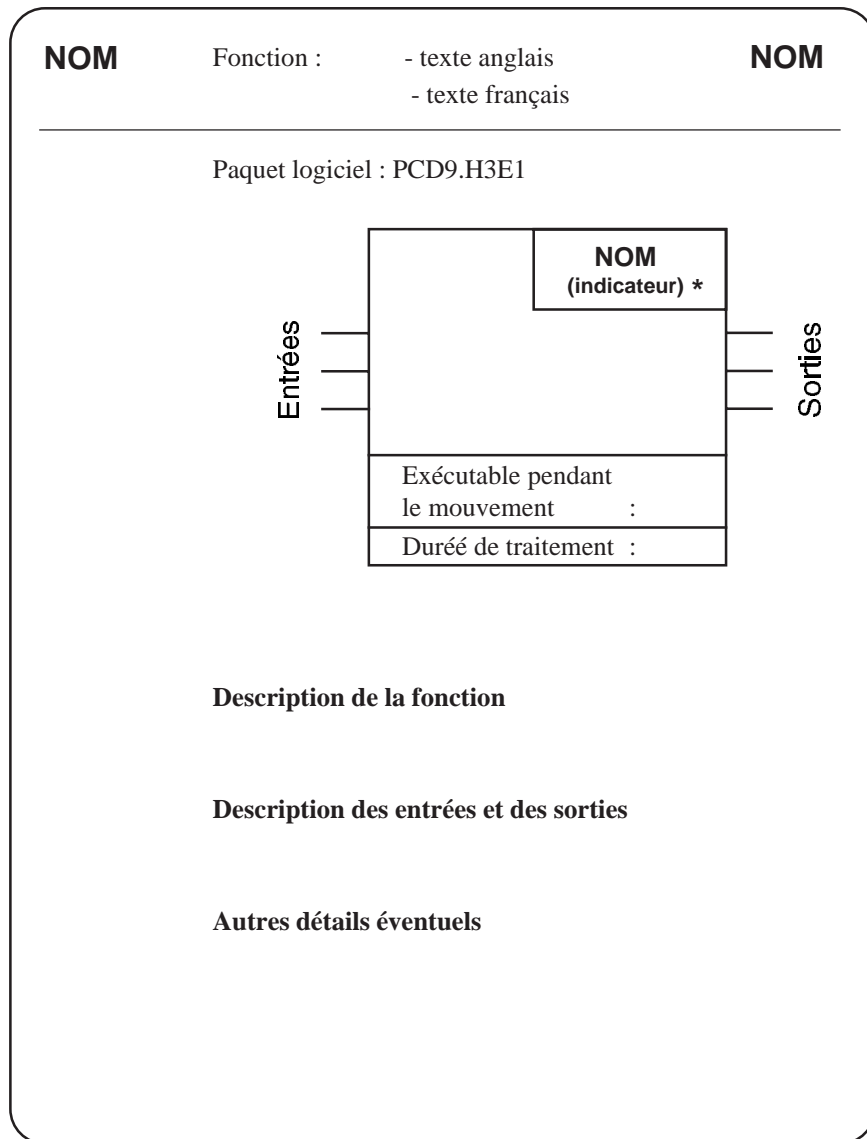 NOM Fonction : - texte anglais NOM
- texte français
Paquet logiciel : PCD9.H3E1
NOM
(indicateur) *
Entrées
Sorties
Exécutable pendant
le mouvement :
Duréé de traitement :
Description de la fonction
Description des entrées et des sorties
Autres détails éventuels